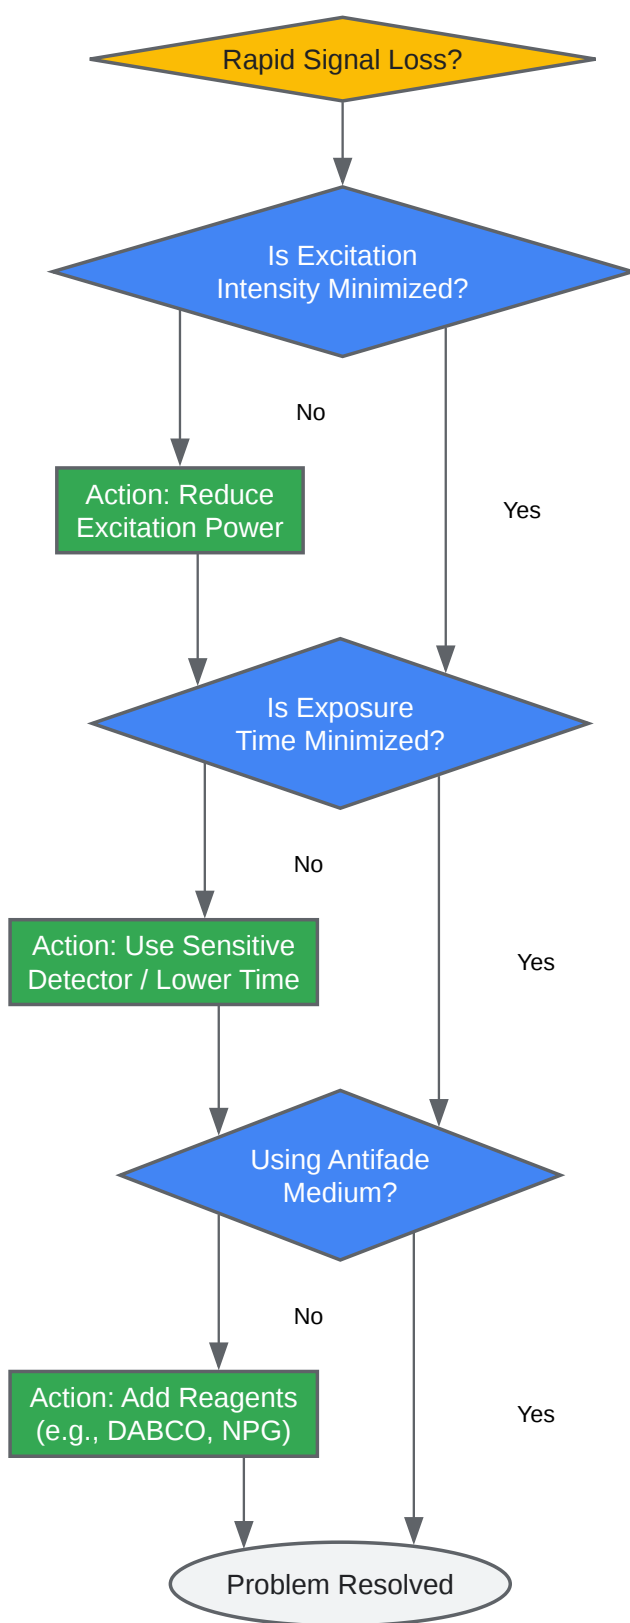 Rapid Signal Loss?
Is Excitation
Intensity Minimized?
No
Action: Reduce
Excitation Power
Yes
Is Exposure
Time Minimized?
No
Action: Use Sensitive
Detector / Lower Time
Yes
Using Antifade
Medium?
No
Action: Add Reagents
(e.g., DABCO, NPG)
Yes
Problem Resolved